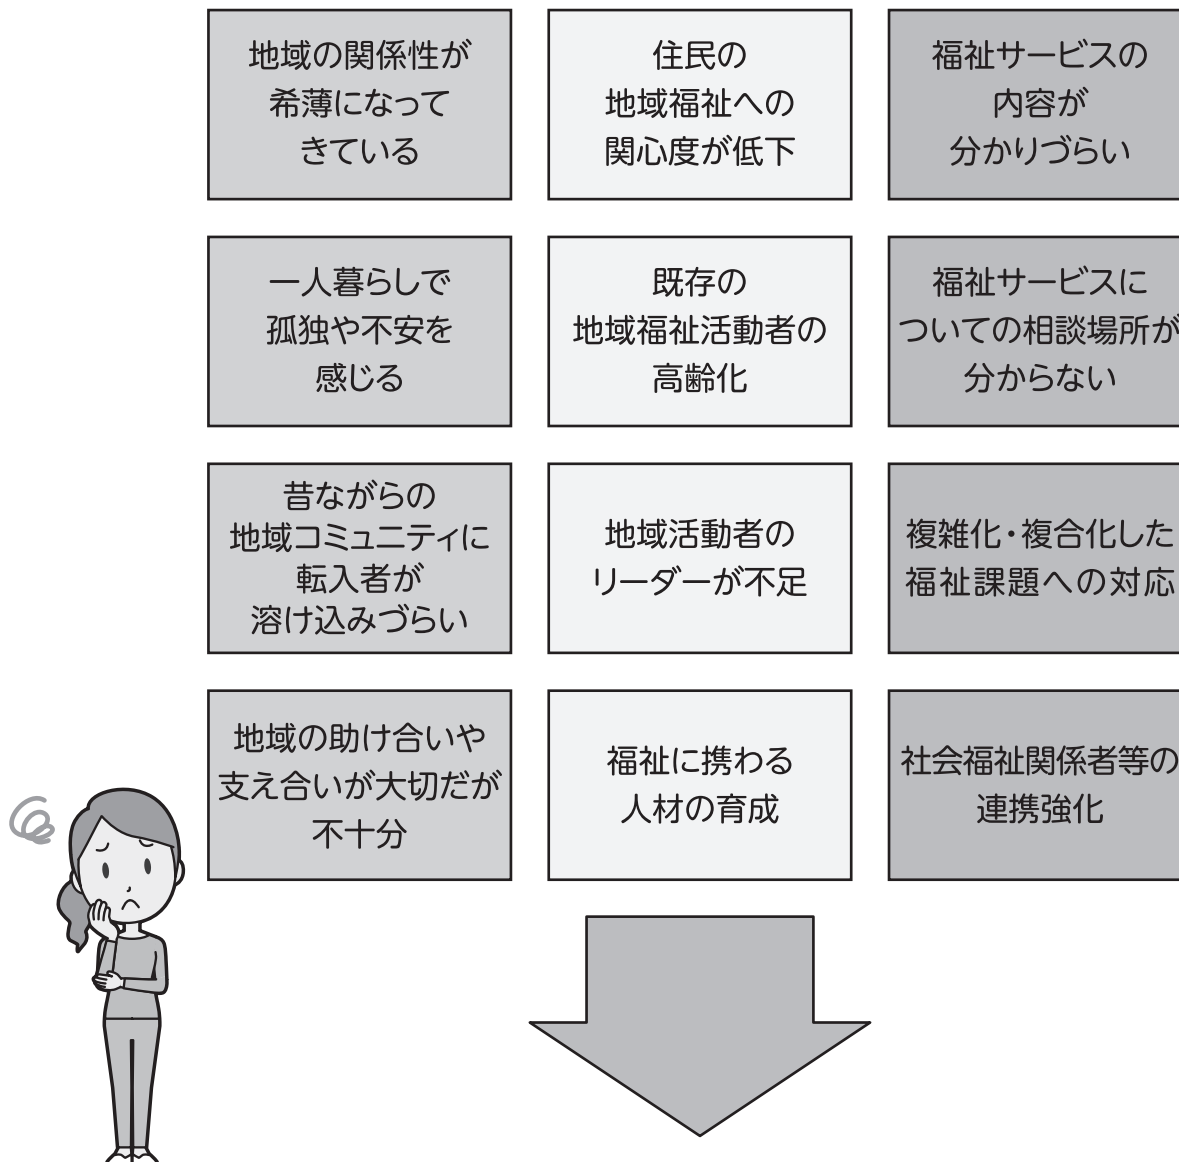 地域の関係性が
希薄になって
きている
住民の
地域福祉への
関心度が低下
福祉サービスの
内容が
分かりづらい
一人暮らしで
孤独や不安を
感じる
既存の
地域福祉活動者の
高齢化
福祉サービスに
ついての相談場所が
分からない
昔ながらの
地域コミュニティに
転入者が
溶け込みづらい
地域活動者の
リーダーが不足
複雑化・複合化した
福祉課題への対応
地域の助け合いや
支え合いが大切だが
不十分
福祉に携わる
人材の育成
社会福祉関係者等の
連携強化